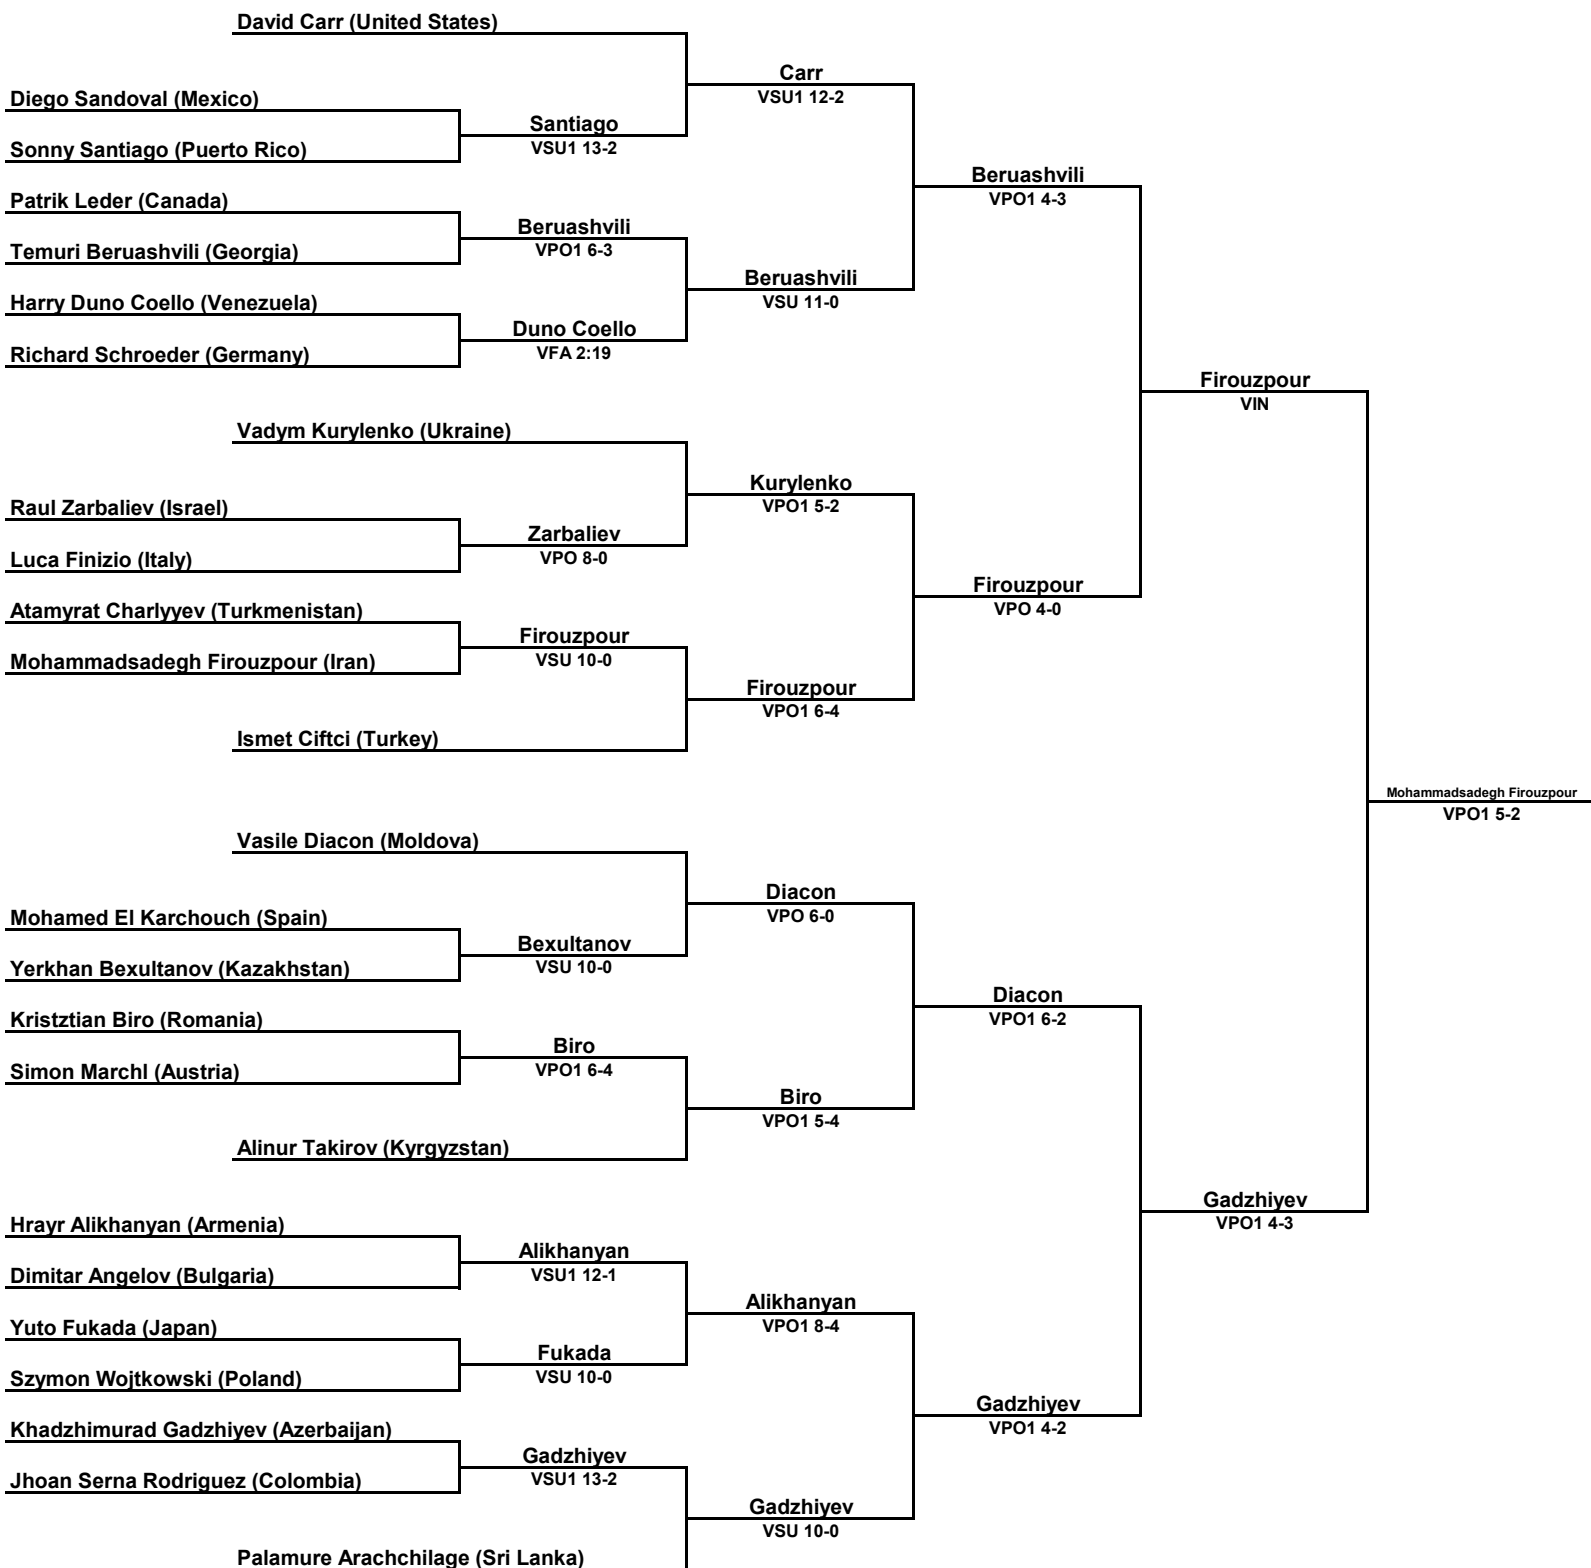 David Carr (United States)
Carr
VSU1 12-2
Diego Sandoval (Mexico)
Santiago
VSU1 13-2
Sonny Santiago (Puerto Rico)
Beruashvili
VPO1 4-3
Patrik Leder (Canada)
Beruashvili
VPO1 6-3
Temuri Beruashvili (Georgia)
Beruashvili
VSU 11-0
Harry Duno Coello (Venezuela)
Duno Coello
VFA 2:19
Richard Schroeder (Germany)
Firouzpour
VIN
Vadym Kurylenko (Ukraine)
Kurylenko
VPO1 5-2
Raul Zarbaliev (Israel)
Zarbaliev
VPO 8-0
Luca Finizio (Italy)
Firouzpour
VPO 4-0
Atamyrat Charlyyev (Turkmenistan)
Firouzpour
VSU 10-0
Mohammadsadegh Firouzpour (Iran)
Firouzpour
VPO1 6-4
Ismet Ciftci (Turkey)
Mohammadsadegh Firouzpour
VPO1 5-2
Vasile Diacon (Moldova)
Diacon
VPO 6-0
Mohamed El Karchouch (Spain)
Bexultanov
VSU 10-0
Yerkhan Bexultanov (Kazakhstan)
Diacon
VPO1 6-2
Kristztian Biro (Romania)
Biro
VPO1 6-4
Simon Marchl (Austria)
Biro
VPO1 5-4
Alinur Takirov (Kyrgyzstan)
Gadzhiyev
VPO1 4-3
Hrayr Alikhanyan (Armenia)
Alikhanyan
VSU1 12-1
Dimitar Angelov (Bulgaria)
Alikhanyan
VPO1 8-4
Yuto Fukada (Japan)
Fukada
VSU 10-0
Szymon Wojtkowski (Poland)
Gadzhiyev
VPO1 4-2
Khadzhimurad Gadzhiyev (Azerbaijan)
Gadzhiyev
VSU1 13-2
Jhoan Serna Rodriguez (Colombia)
Gadzhiyev
VSU 10-0
Palamure Arachchilage (Sri Lanka)